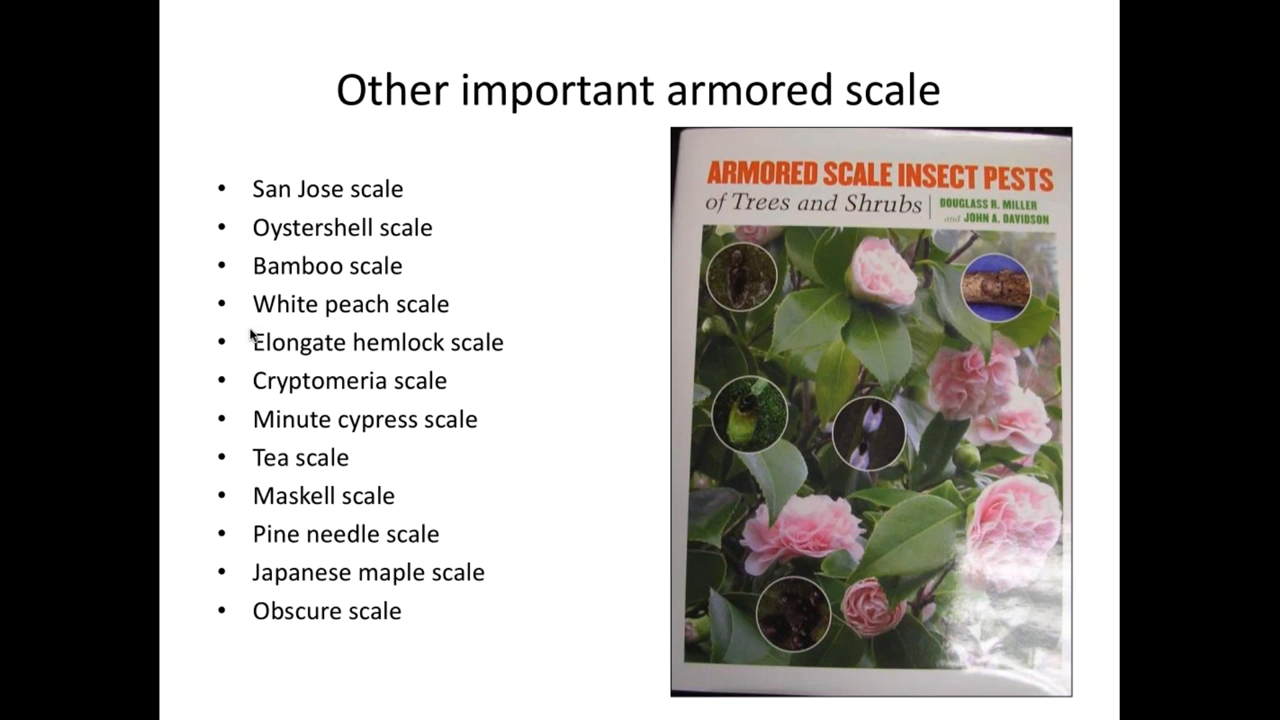 Other important armored scale
• San Jose scale
• Oystershell scale
• Bamboo scale
• White peach scale
• Elongate hemlock scale
• Cryptomeria scale
• Minute cypress scale
• Tea scale
• Maskell scale
• Pine needle scale
• Japanese maple scale
• Obscure scale
ARMORED SCALE INSECT PESTS
of Trees and Shrubs
DOUGLASS R. MILLER
and JOHN A. DAVIDSON